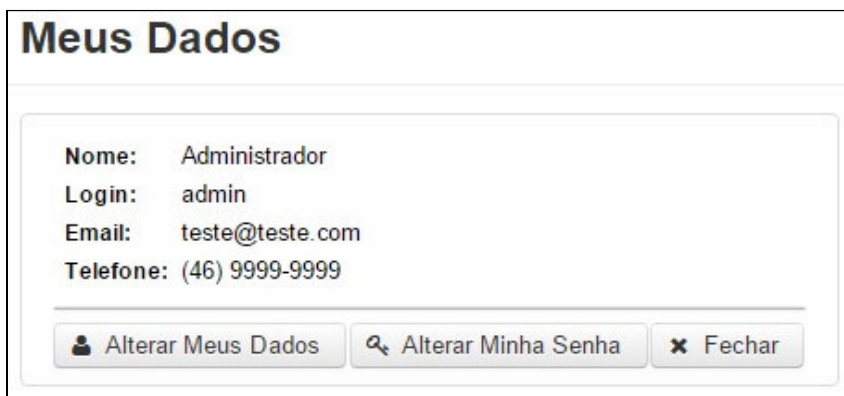 Meus Dados
Nome: Administrador
Login: admin
Email: teste@teste.com
Telefone: (46) 9999-9999
Alterar Meus Dados Alterar Minha Senha Fechar